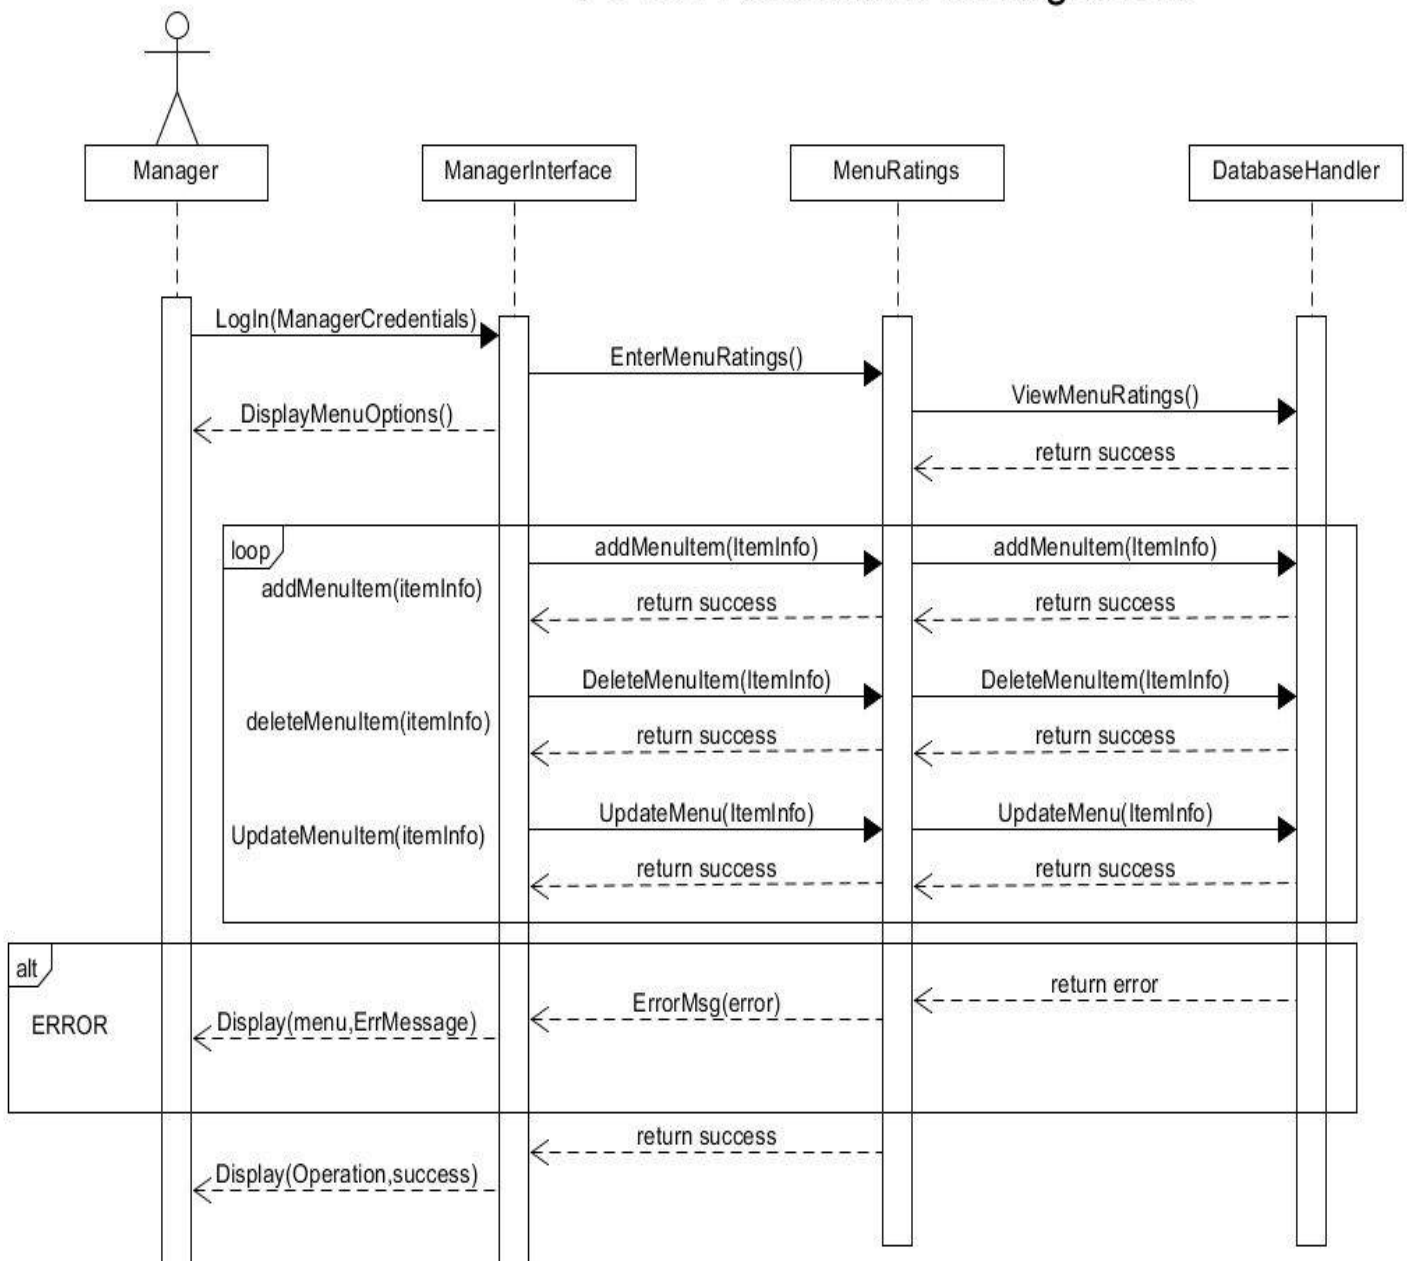 Manager
ManagerInterface
MenuRatings
DatabaseHandler
LogIn(ManagerCredentials)
EnterMenuRatings()
ViewMenuRatings()
DisplayMenuOptions()
return success
loop
addMenuItem(ItemInfo)
addMenuItem(ItemInfo)
addMenuItem(itemInfo)
return success
return success
DeleteMenuItem(ItemInfo)
DeleteMenuItem(ItemInfo)
deleteMenuItem(itemInfo)
return success
return success
UpdateMenu(ItemInfo)
UpdateMenu(ItemInfo)
UpdateMenuItem(itemInfo)
return success
return success
alt
return error
ErrorMsg(error)
Display(menu,ErrMessage)
ERROR
return success
Display(Operation,success)